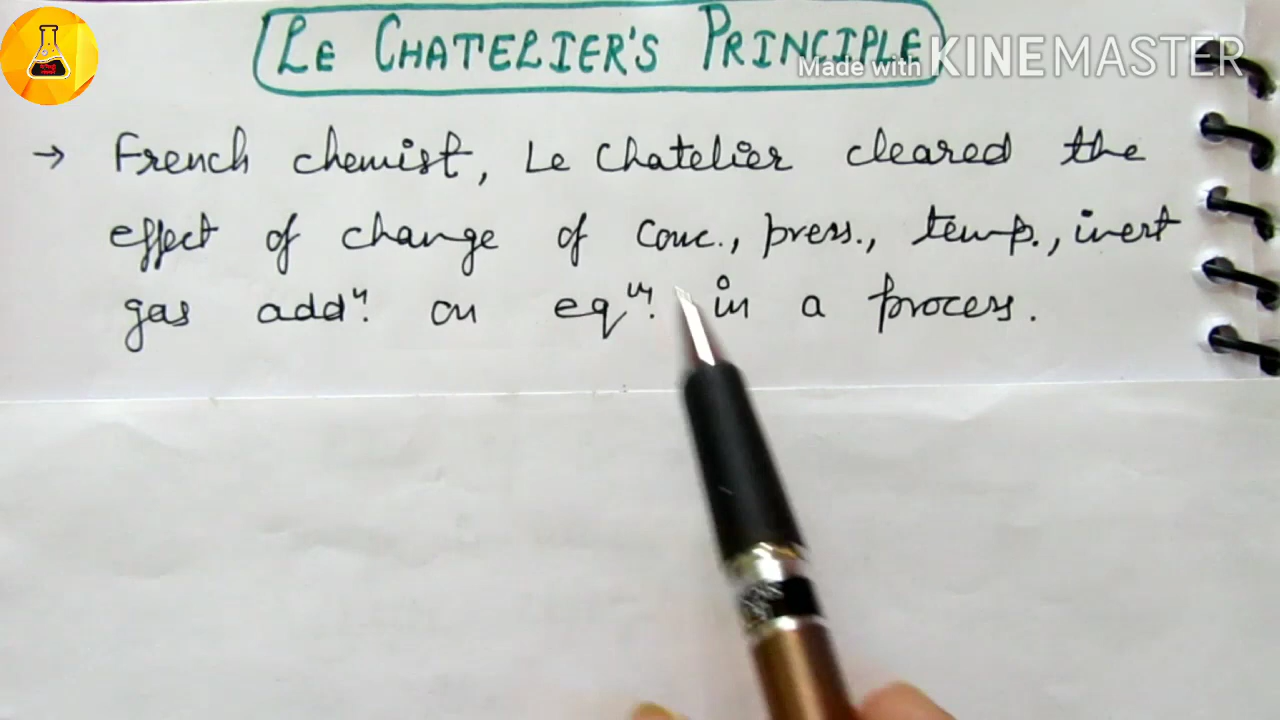 LE CHATELIER'S PRINCIPLE
Made with KINEMASTER
→ French chemist, Le Chatelier cleared the
effect of change of conc., press., temp., inert
gas addⁿ. on eqᵐ. in a process.